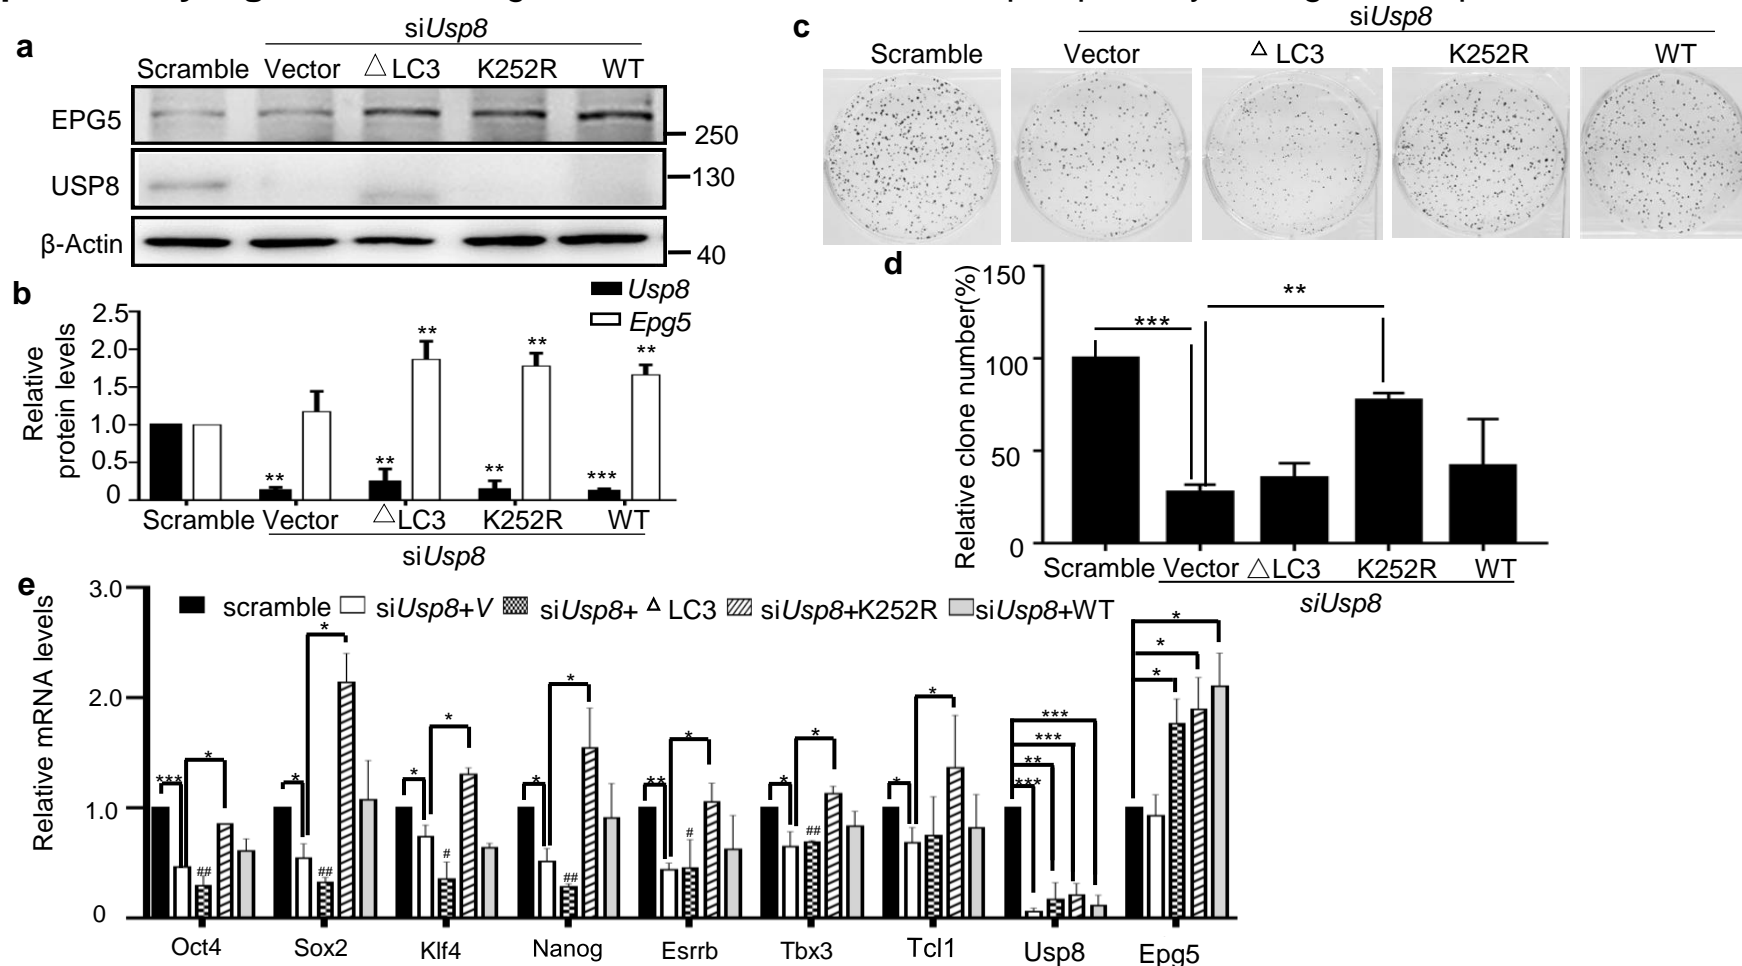 a
siUsp8
Scramble Vector △ LC3 K252R WT
EPG5
250
USP8
130
β-Actin
40
b
Usp8
Epg5
Relative protein levels
2.5
2.0
1.5
1.0
0.5
0
** ** ** ** ** ** ***
Scramble Vector △LC3 K252R WT
siUsp8
c
siUsp8
Scramble Vector △ LC3 K252R WT
d
Relative clone number(%)
150
100
50
0
*** **
Scramble Vector △LC3 K252R WT
siUsp8
e
Relative mRNA levels
3.0
2.0
1.0
0
scramble siUsp8+V siUsp8+ △ LC3 siUsp8+K252R siUsp8+WT
*** * ## * * ## * * # * * ## ** * # * * ## * * *** ** *** *** * * *
Oct4 Sox2 Klf4 Nanog Esrrb Tbx3 Tcl1 Usp8 Epg5